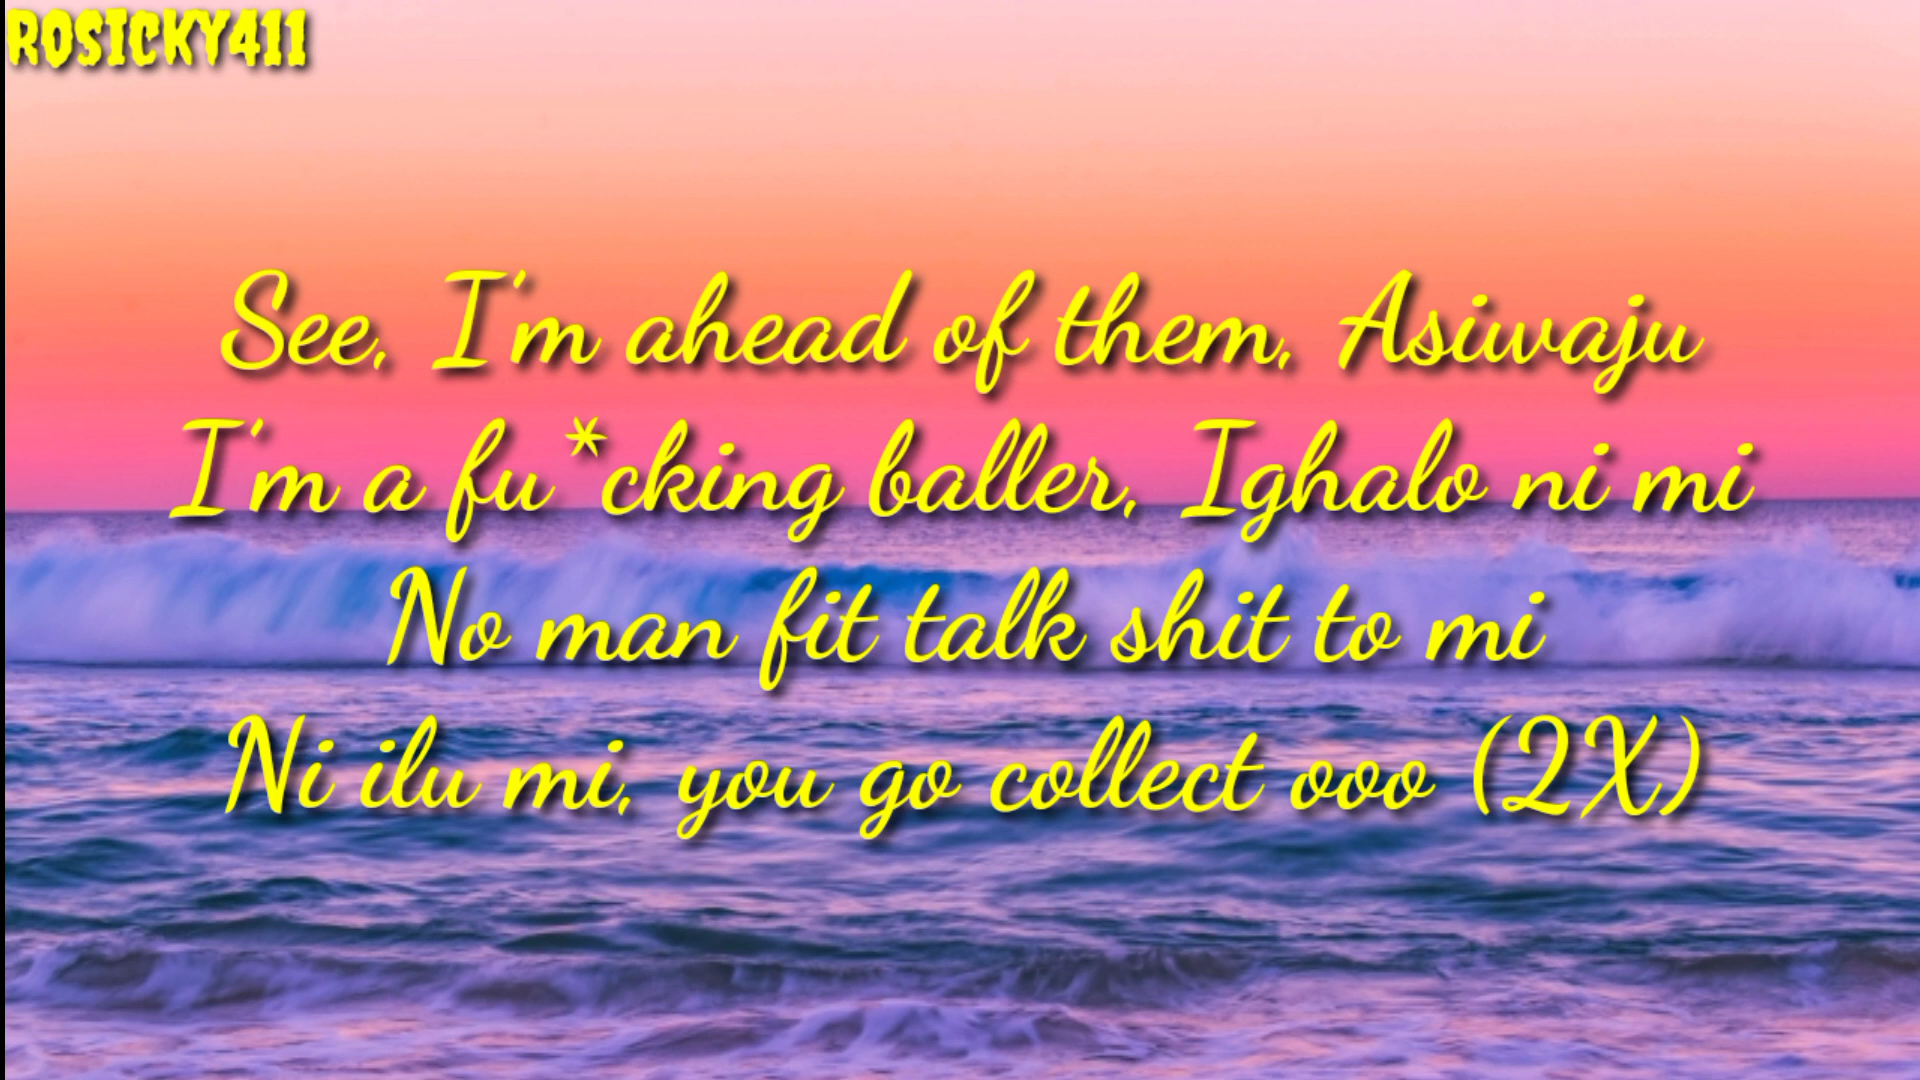 ROSICKY411
See, I'm ahead of them, Asiwaju
I'm a fu*cking baller, Ighalo ni mi
No man fit talk shit to mi
Ni ilu mi, you go collect ooo (2X)